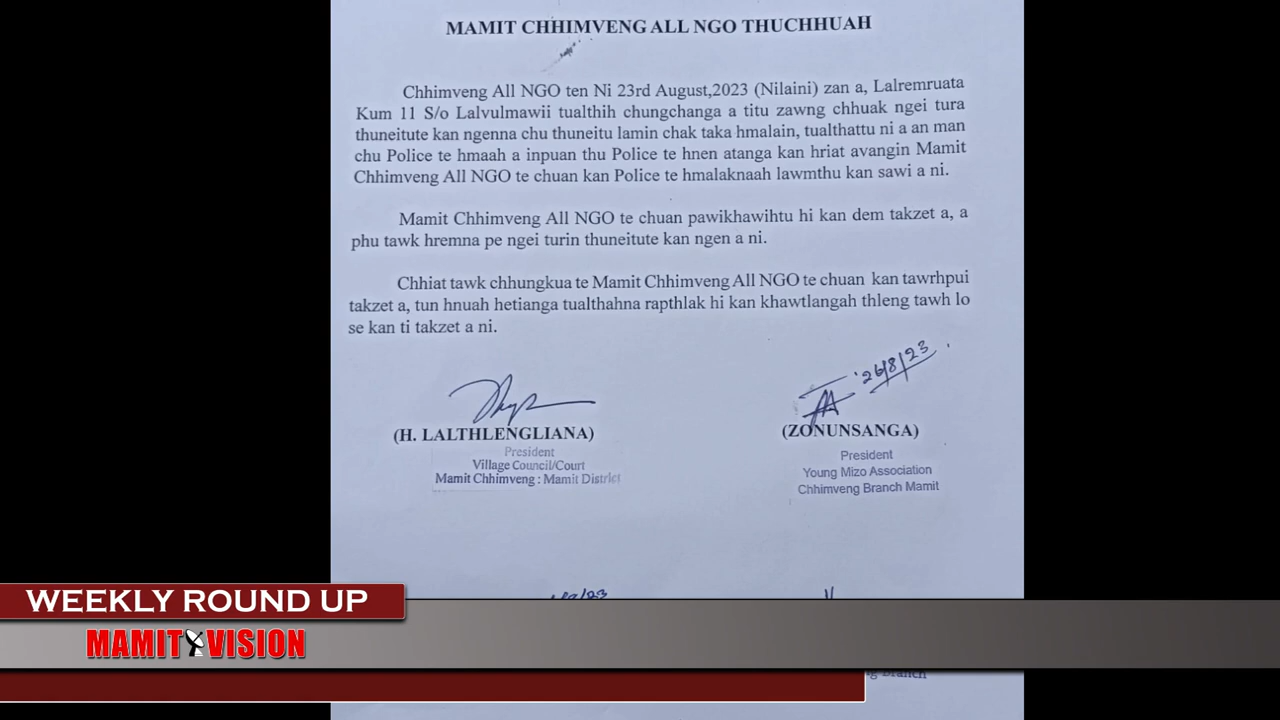 MAMIT CHHIMVENG ALL NGO THUCHHUAH
Chhimveng All NGO ten Ni 23rd August,2023 (Nilaini) zan a, Lalremruata
Kum 11 S/o Lalvulmawii tualthih chungchanga a titu zawng chhuak ngei tura
thuneitute kan ngenna chu thuneitu lamin chak taka hmalain, tualthattu ni a an man
chu Police te hmaah a inpuan thu Police te hnen atanga kan hriat avangin Mamit
Chhimveng All NGO te chuan kan Police te hmalaknaah lawmthu kan sawi a ni.
Mamit Chhimveng All NGO te chuan pawikhawihtu hi kan dem takzet a, a
phu tawk hremna pe ngei turin thuneitute kan ngen a ni.
Chhiat tawk chhungkua te Mamit Chhimveng All NGO te chuan kan tawrhpui
takzet a, tun hnuah hetianga tualthahna rapthlak hi kan khawtlangah thleng tawh lo
se kan ti takzet a ni.
26/8/23
(H. LALTHLENGLIANA)
President
Village Council/Court
Mamit Chhimveng : Mamit District
(ZONUNSANGA)
President
Young Mizo Association
Chhimveng Branch Mamit
WEEKLY ROUND UP
MAMIT VISION
Branch